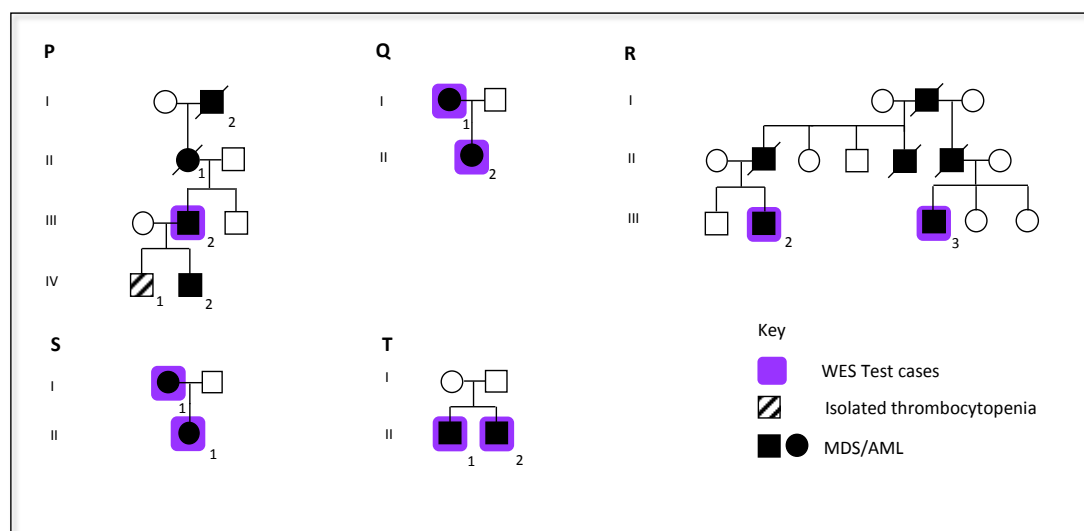 P Q R
I I I
2
1
II II II
1
2
III III
2 2 3
IV
1 2
S T Key
I I
WES Test cases
1
Isolated thrombocytopenia
II II
MDS/AML
1 1 2